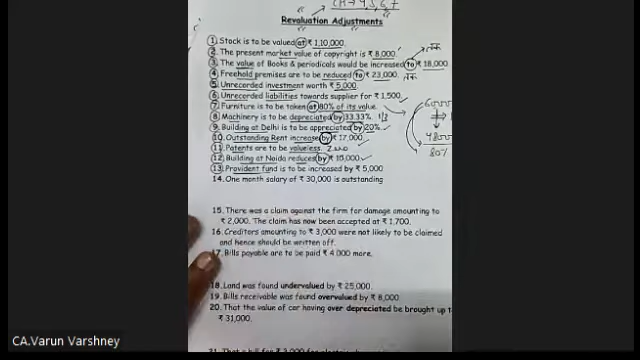 CH → 4,5,6,7
Revaluation Adjustments
1 Stock is to be valued at ₹ 1,10,000.
2. The present market value of copyright is ₹ 8,000.
3. The value of Books & periodicals would be increased to ₹ 18,000
4. Freehold premises are to be reduced to ₹ 23,000.
5. Unrecorded investment worth ₹ 5,000
6. Unrecorded liabilities towards supplier for ₹ 1,500
7. Furniture is to be taken at 80% of its value.
8. Machinery is to be depreciated by 33.33% 1/3
9. Building at Delhi is to be appreciated by 20%
10. Outstanding Rent increase by ₹ 17,000
11. Patents are to be valueless. Zero
12. Building at Noida reduces by ₹ 15,000
13. Provident fund is to be increased by ₹ 5,000
14. One month salary of ₹ 30,000 is outstanding
15. There was a claim against the firm for damage amounting to
₹ 2,000. The claim has now been accepted at ₹ 1,700.
16. Creditors amounting to ₹ 3,000 were not likely to be claimed
and hence should be written off.
17. Bills payable are to be paid ₹ 4,000 more.
18. Land was found undervalued by ₹ 25,000.
19. Bills receivable was found overvalued by ₹ 8,000
20. That the value of car having over depreciated be brought up to
₹ 31,000.
80%
CA.Varun Varshney